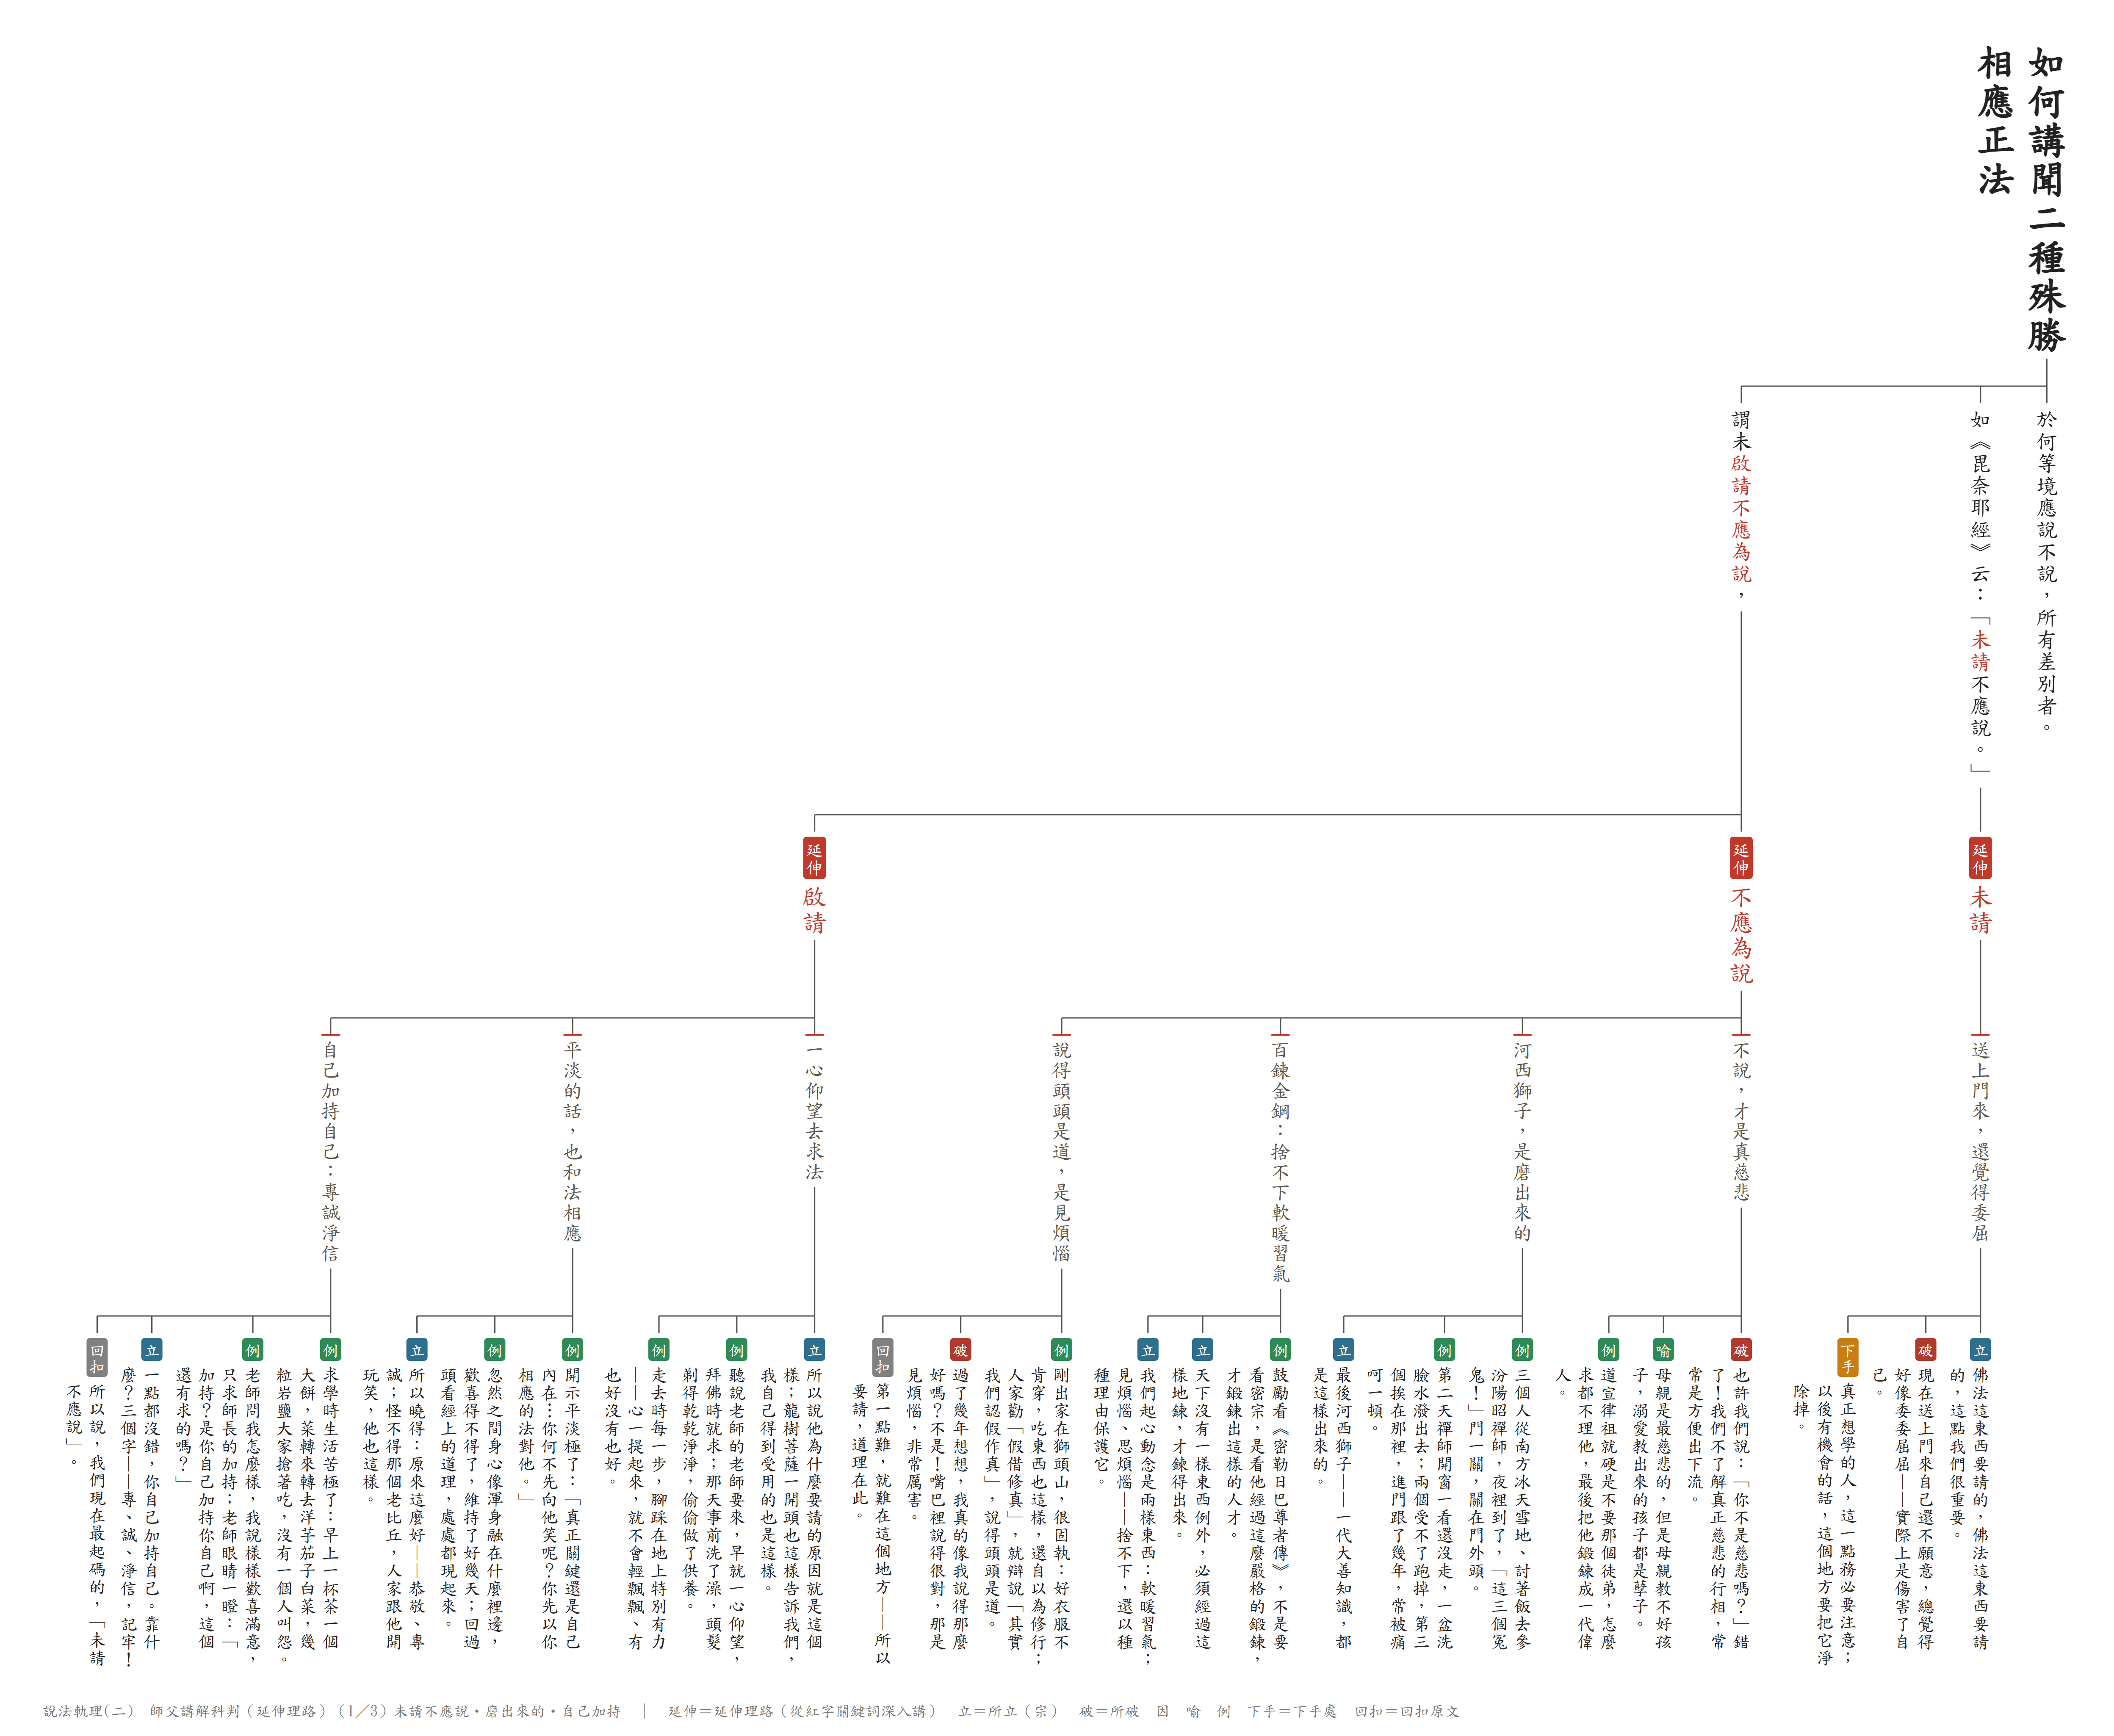 如何講聞二種殊勝
相應正法
於何等境應說不說，所有差別者。
如《毘奈耶經》云：「未請不應說。」
謂未啟請不應為說，
延伸
未請
延伸
不應為說
延伸
啟請
送上門來，還覺得委屈
不說，才是真慈悲
河西獅子，是磨出來的
百鍊金鋼：捨不下軟暖習氣
說得頭頭是道，是見煩惱
一心仰望去求法
平淡的話，也和法相應
自己加持自己：專誠淨信
立
佛法這東西要請的，佛法這東西要請
的，這點我們很重要。
破
現在送上門來自己還不願意，總覺得
好像委委屈屈——實際上是傷害了自
己。
下手
真正想學的人，這一點務必要注意；
以後有機會的話，這個地方要把它淨
除掉。
破
也許我們說：「你不是慈悲嗎？」錯
了！我們不了解真正慈悲的行相，常
常是方便出下流。
喻
母親是最慈悲的，但是母親教不好孩
子，溺愛教出來的孩子都是孽子。
例
道宣律祖就硬是不要那個徒弟，怎麼
求都不理他，最後把他鍛鍊成一代偉
人。
例
三個人從南方冰天雪地、討著飯去參
汾陽昭禪師，夜裡到了，「這三個冤
鬼！」門一關，關在門外頭。
例
第二天禪師開窗一看還沒走，一盆洗
臉水潑出去；兩個受不了跑掉，第三
個挨在那裡，進門跟了幾年，常被痛
呵一頓。
立
最後河西獅子——一代大善知識，都
是這樣出來的。
例
鼓勵看《密勒日巴尊者傳》，不是要
看密宗，是看他經過這麼嚴格的鍛鍊，
才鍛鍊出這樣的人才。
立
天下沒有一樣東西例外，必須經過這
樣地鍊，才鍊得出來。
立
我們起心動念是兩樣東西：軟暖習氣；
見煩惱、思煩惱——捨不下，還以種
種理由保護它。
例
剛出家在獅頭山，很固執：好衣服不
肯穿，吃東西也這樣，還自以為修行；
人家勸「假借修真」，就辯說「其實
我們認假作真」，說得頭頭是道。
破
過了幾年想想，我真的像我說得那麼
好嗎？不是！嘴巴裡說得很對，那是
見煩惱，非常厲害。
回扣
第一點難，就難在這個地方——所以
要請，道理在此。
立
所以說他為什麼要請的原因就是這個
樣；龍樹菩薩一開頭也這樣告訴我們，
我自己得到受用的也是這樣。
例
聽說老師的老師要來，早就一心仰望，
拜佛時就求；那天事前洗了澡，頭髮
剃得乾乾淨淨，偷偷做了供養。
例
走去時每一步，腳踩在地上特別有力
——心一提起來，就不會輕飄飄、有
也好沒有也好。
例
開示平淡極了：「真正關鍵還是自己
內在⋯你何不先向他笑呢？你先以你
相應的法對他。」
例
忽然之間身心像渾身融在什麼裡邊，
歡喜得不得了，維持了好幾天；回過
頭看經上的道理，處處都現起來。
立
所以曉得：原來這麼好——恭敬、專
誠；怪不得那個老比丘，人家跟他開
玩笑，他也這樣。
例
求學時生活苦極了：早上一杯茶一個
大餅，菜轉來轉去洋芋茄子白菜，幾
粒岩鹽大家搶著吃，沒有一個人叫怨。
例
老師問我怎麼樣，我說樣樣歡喜滿意，
只求師長的加持；老師眼睛一瞪：「
加持？是你自己加持你自己啊，這個
還有求的嗎？」
立
一點都沒錯，你自己加持自己。靠什
麼？三個字——專、誠、淨信，記牢！
回扣
所以說，我們現在最起碼的，「未請
不應說」。
說法軌理(二)　師父講解科判（延伸理路）（1／3）未請不應說・磨出來的・自己加持　｜　延伸＝延伸理路（從紅字關鍵詞深入講）　立＝所立（宗）　破＝所破　因　喻　例　下手＝下手處　回扣＝回扣原文